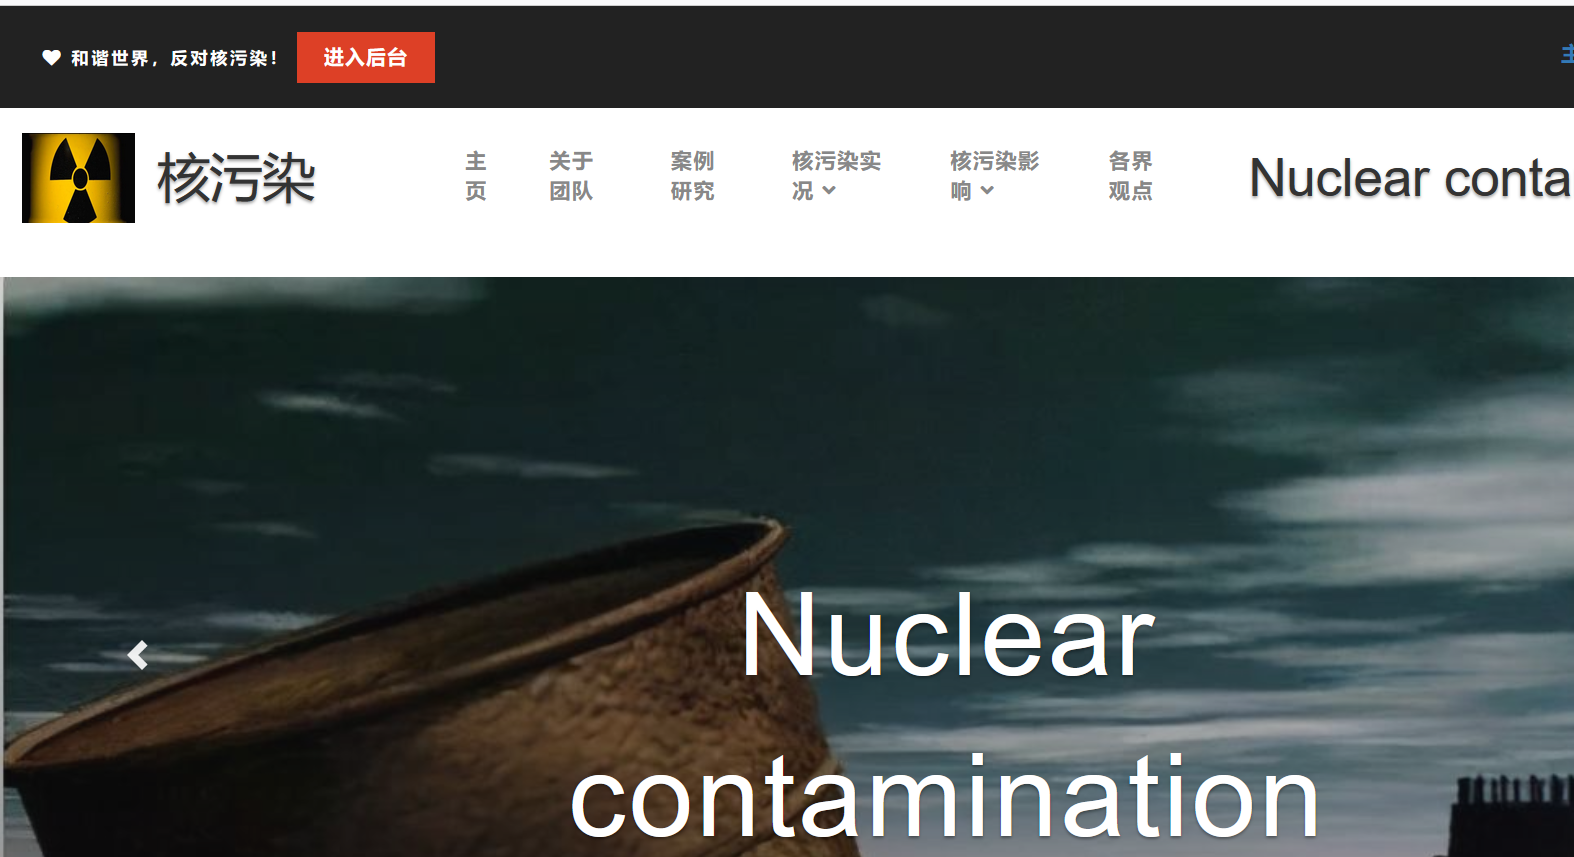 和谐世界，反对核污染！ 进入后台
核污染
主
页
关于
团队
案例
研究
核污染实
况
核污染影
响
各界
观点
Nuclear conta
Nuclear
contamination